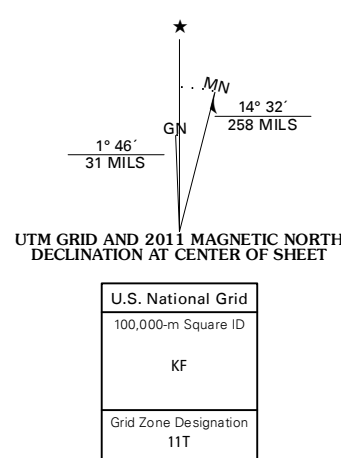 ★
MN
GN
14° 32´
258 MILS
1° 46´
31 MILS
UTM GRID AND 2011 MAGNETIC NORTH
DECLINATION AT CENTER OF SHEET
U.S. National Grid
100,000-m Square ID
KF
Grid Zone Designation
11T